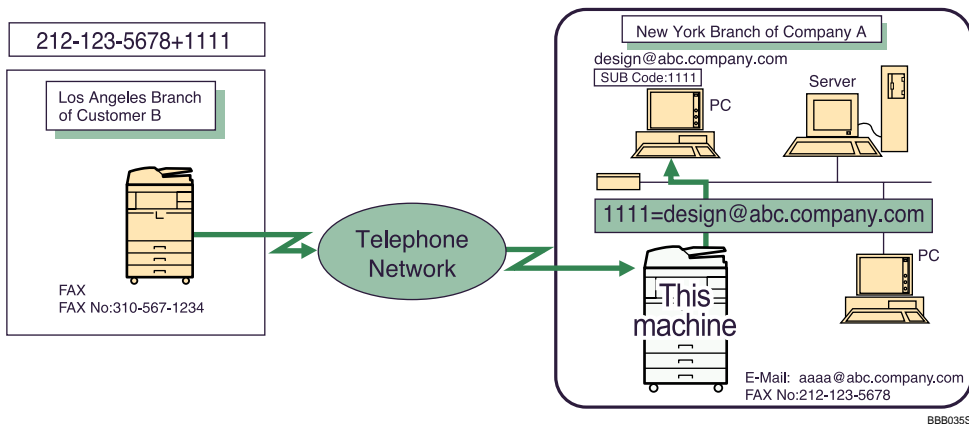 212-123-5678+1111
Los Angeles Branch
of Customer B
FAX
FAX No:310-567-1234
Telephone
Network
New York Branch of Company A
design@abc.company.com
SUB Code:1111
PC
Server
1111=design@abc.company.com
PC
This
machine
E-Mail: aaaa@abc.company.com
FAX No:212-123-5678
BBB035S